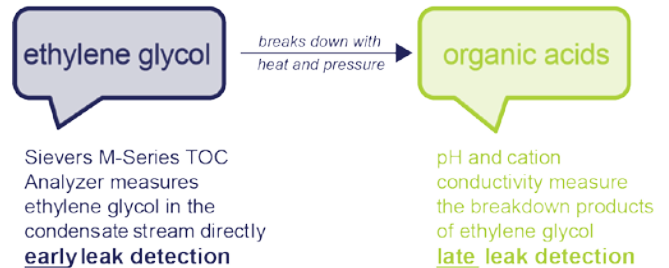 ethylene glycol
breaks down with
heat and pressure
organic acids
Sievers M-Series TOC
Analyzer measures
ethylene glycol in the
condensate stream directly
early leak detection
pH and cation
conductivity measure
the breakdown products
of ethylene glycol
late leak detection